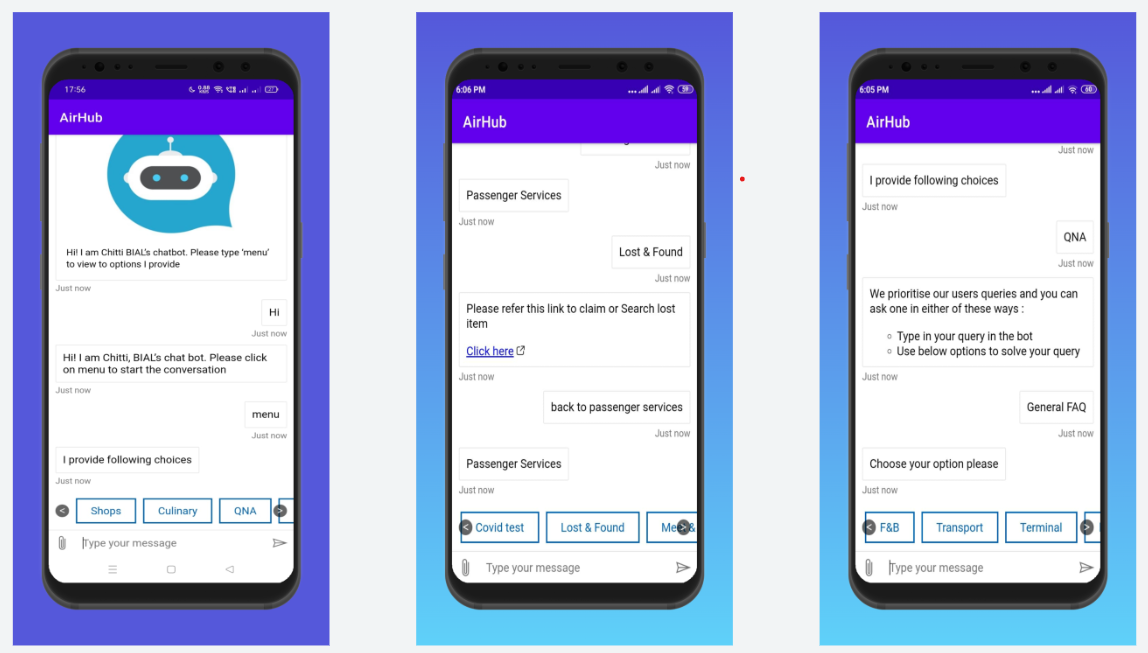 17:56
27
AirHub
Hi! I am Chitti BIAL's chatbot. Please type 'menu'
to view to options I provide
Just now
Hi
Just now
Hi! I am Chitti, BIAL's chat bot. Please click
on menu to start the conversation
Just now
menu
Just now
I provide following choices
Just now
< Shops Culinary QNA >
Type your message
6:06 PM
59
AirHub
Just now
Passenger Services
Just now
Lost & Found
Just now
Please refer this link to claim or Search lost
item
Click here
Just now
back to passenger services
Just now
Passenger Services
Just now
< Covid test Lost & Found >
Type your message
6:05 PM
60
AirHub
Just now
I provide following choices
Just now
QNA
Just now
We prioritise our users queries and you can
ask one in either of these ways :
Type in your query in the bot
Use below options to solve your query
Just now
General FAQ
Just now
Choose your option please
Just now
< F&B Transport Terminal >
Type your message